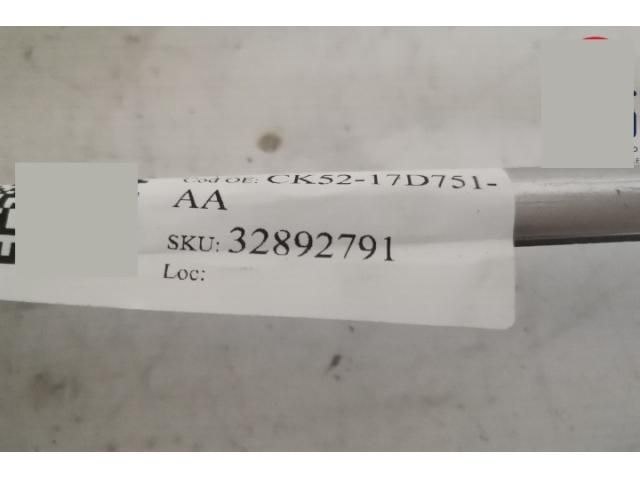 Cod OE: CK52-17D751-
AA
SKU: 32892791
Loc: